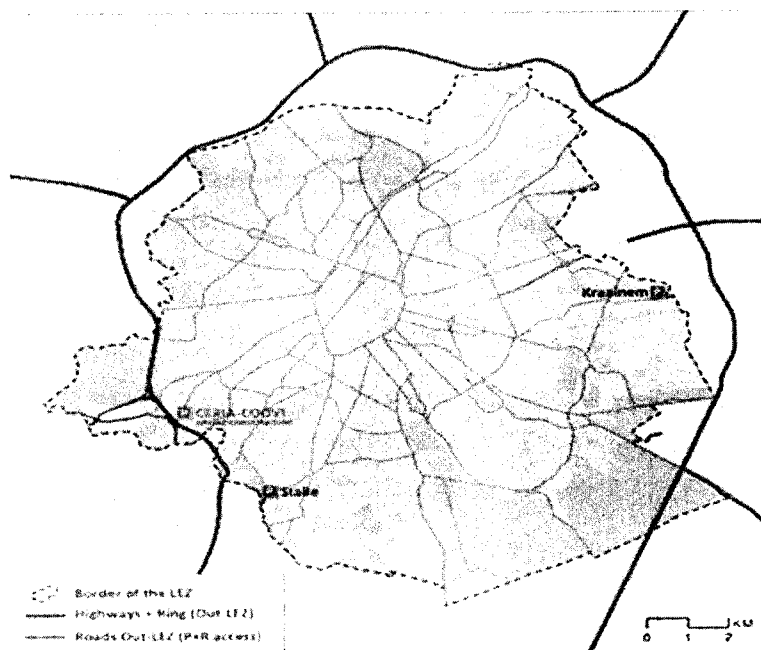 Kraainem
CERIA-COOVI
Stalle
Border of the LEZ
Highways + Ring (Out LEZ)
Roads Out-LEZ (P+R access)
0 1 2 KM